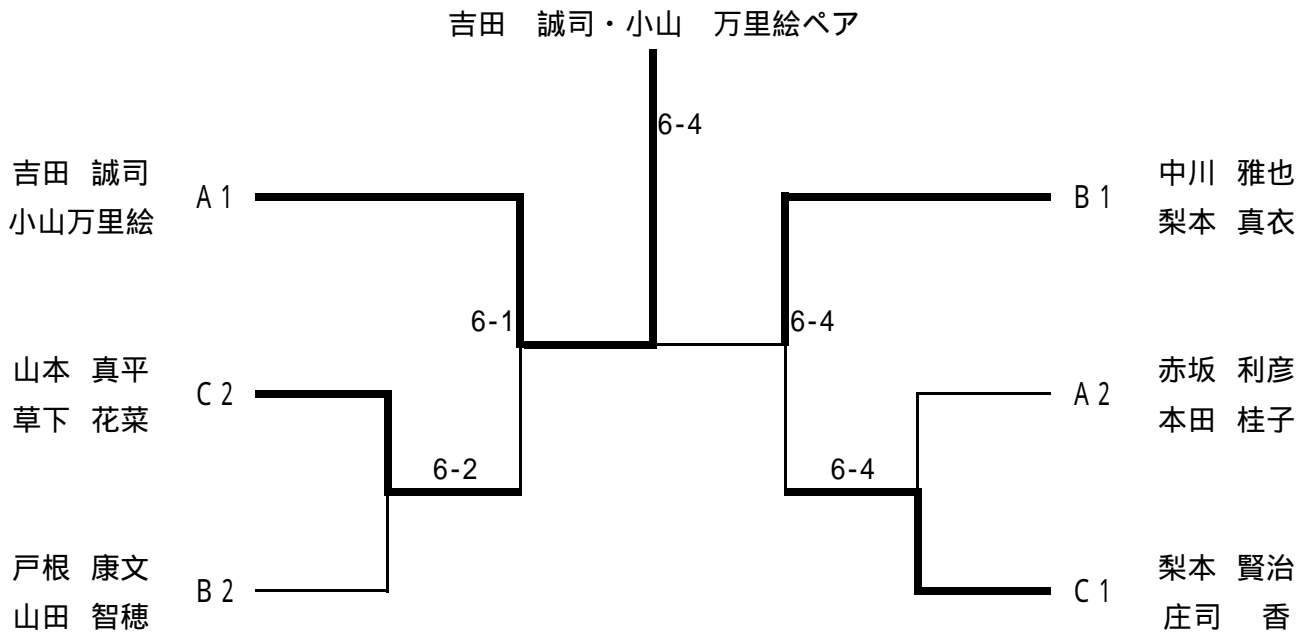 吉田　誠司・小山　万里絵ペア
6-4
吉田 誠司
小山万里絵
A 1
中川 雅也
梨本 真衣
B 1
6-1
6-4
山本 真平
草下 花菜
C 2
赤坂 利彦
本田 桂子
A 2
6-2
6-4
戸根 康文
山田 智穂
B 2
梨本 賢治
庄司　香
C 1